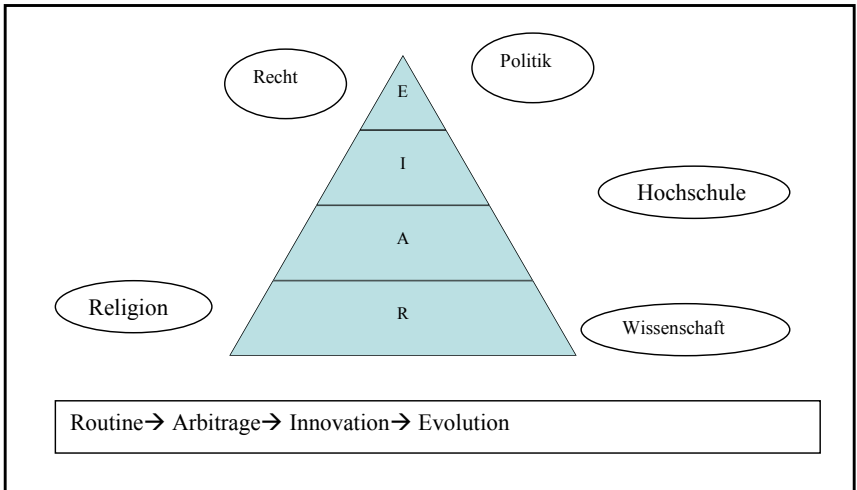 Politik
Recht
E
I
Hochschule
A
Religion
R
Wissenschaft
Routine→ Arbitrage→ Innovation→ Evolution